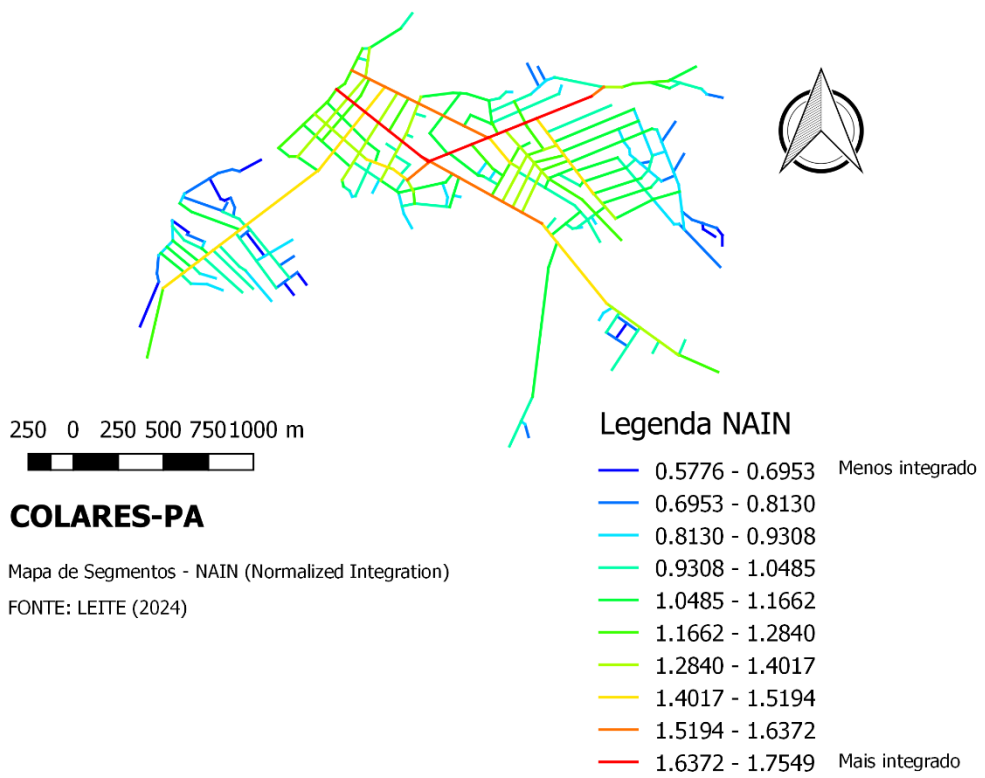 250 0 250 500 750 1000 m
COLARES-PA
Mapa de Segmentos - NAIN (Normalized Integration)
FONTE: LEITE (2024)
Legenda NAIN
0.5776 - 0.6953 Menos integrado
0.6953 - 0.8130
0.8130 - 0.9308
0.9308 - 1.0485
1.0485 - 1.1662
1.1662 - 1.2840
1.2840 - 1.4017
1.4017 - 1.5194
1.5194 - 1.6372
1.6372 - 1.7549 Mais integrado